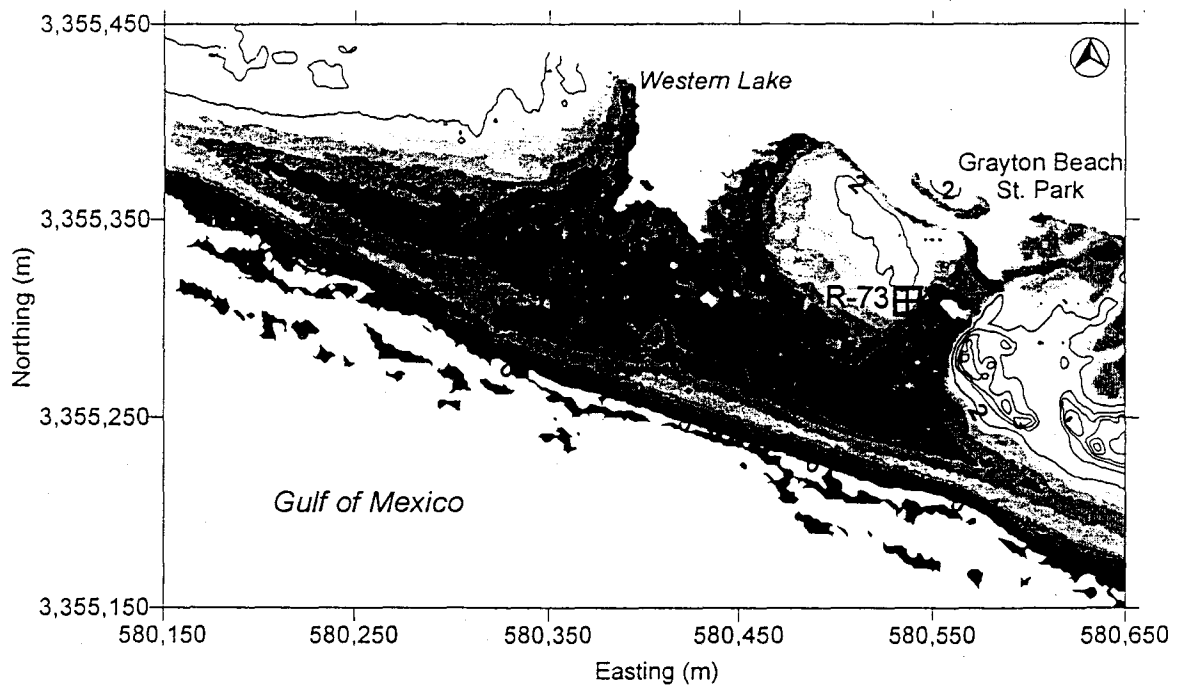 3,355,450
Western Lake
Grayton Beach
St. Park
2
2
3,355,350
R-73
Northing (m)
3,355,250
2
0
0
Gulf of Mexico
3,355,150
580,150
580,250
580,350
580,450
580,550
580,650
Easting (m)